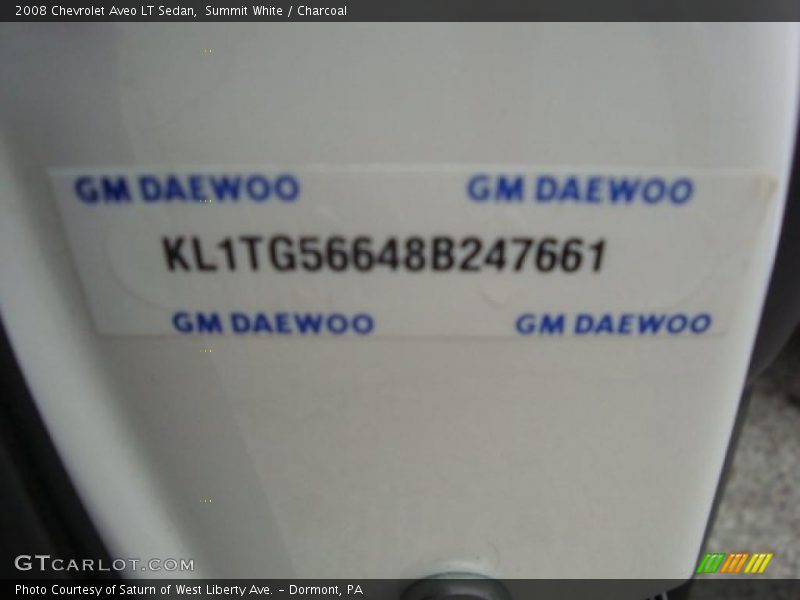 2008 Chevrolet Aveo LT Sedan, Summit White / Charcoal
GM DAEWOO GM DAEWOO
KL1TG56648B247661
GM DAEWOO GM DAEWOO
GTCARLOT.COM
Photo Courtesy of Saturn of West Liberty Ave. - Dormont, PA